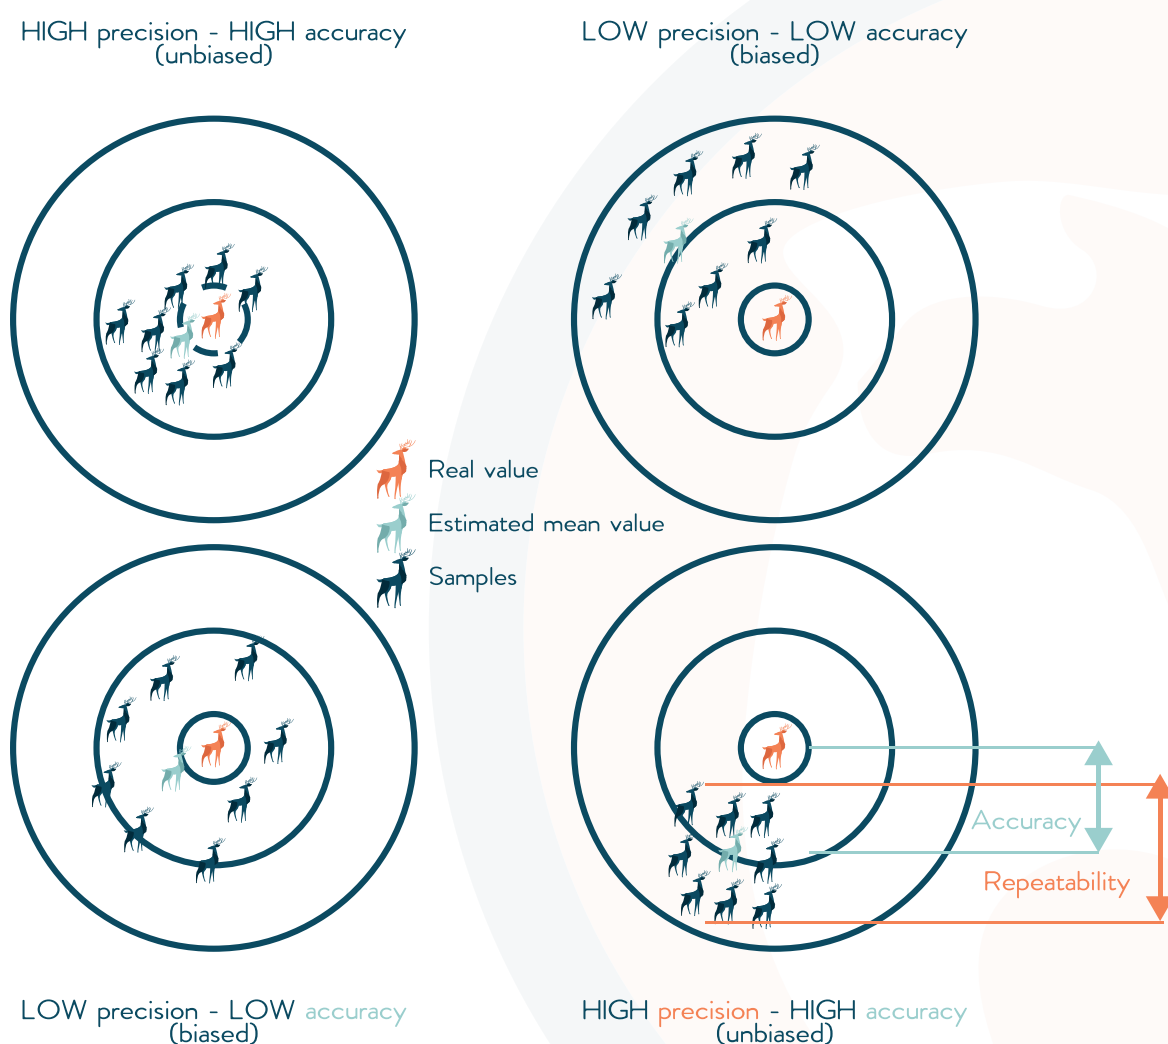 HIGH precision - HIGH accuracy
(unbiased)
LOW precision - LOW accuracy
(biased)
Real value
Estimated mean value
Samples
Accuracy
Repeatability
LOW precision - LOW accuracy
(biased)
HIGH precision - HIGH accuracy
(unbiased)